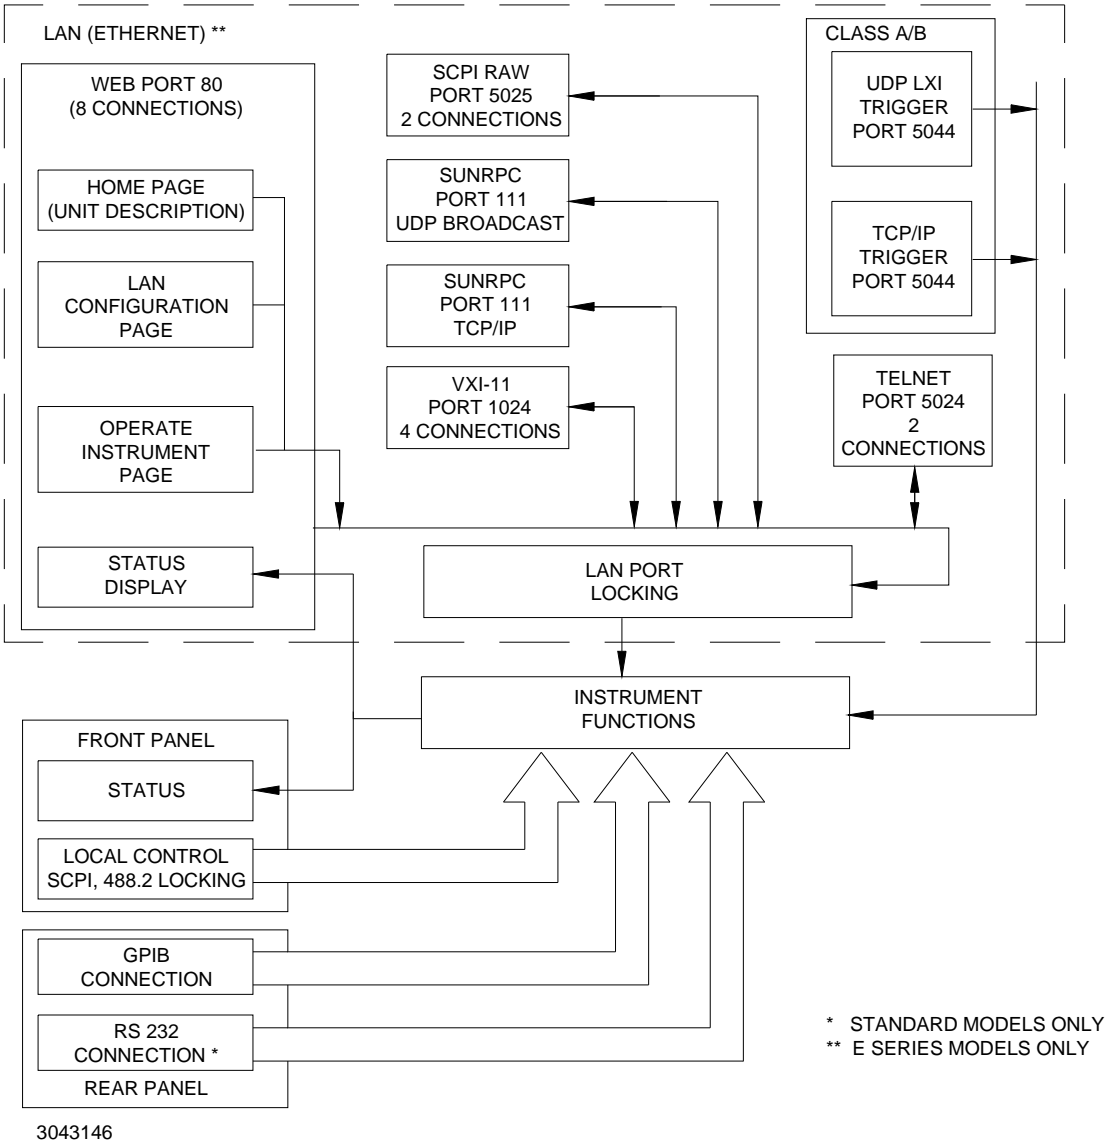 LAN (ETHERNET) **
WEB PORT 80
(8 CONNECTIONS)
HOME PAGE
(UNIT DESCRIPTION)
LAN
CONFIGURATION
PAGE
OPERATE
INSTRUMENT
PAGE
STATUS
DISPLAY
SCPI RAW
PORT 5025
2 CONNECTIONS
SUNRPC
PORT 111
UDP BROADCAST
SUNRPC
PORT 111
TCP/IP
VXI-11
PORT 1024
4 CONNECTIONS
CLASS A/B
UDP LXI
TRIGGER
PORT 5044
TCP/IP
TRIGGER
PORT 5044
TELNET
PORT 5024
2
CONNECTIONS
LAN PORT
LOCKING
INSTRUMENT
FUNCTIONS
FRONT PANEL
STATUS
LOCAL CONTROL
SCPI, 488.2 LOCKING
GPIB
CONNECTION
RS 232
CONNECTION *
REAR PANEL
* STANDARD MODELS ONLY
** E SERIES MODELS ONLY
3043146